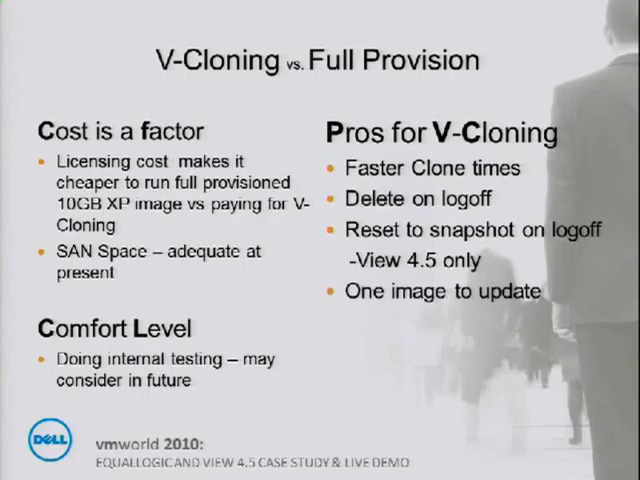 V-Cloning vs. Full Provision
Cost is a factor
• Licensing cost makes it
cheaper to run full provisioned
10GB XP image vs paying for V-
Cloning
• SAN Space – adequate at
present
Comfort Level
• Doing internal testing – may
consider in future
Pros for V-Cloning
• Faster Clone times
• Delete on logoff
• Reset to snapshot on logoff
-View 4.5 only
• One image to update
DELL
vmworld 2010:
EQUALLOGIC AND VIEW 4.5 CASE STUDY & LIVE DEMO